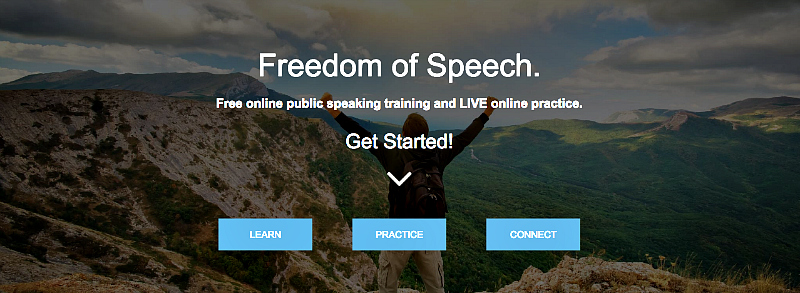 Freedom of Speech.
Free online public speaking training and LIVE online practice.
Get Started!
LEARN PRACTICE CONNECT